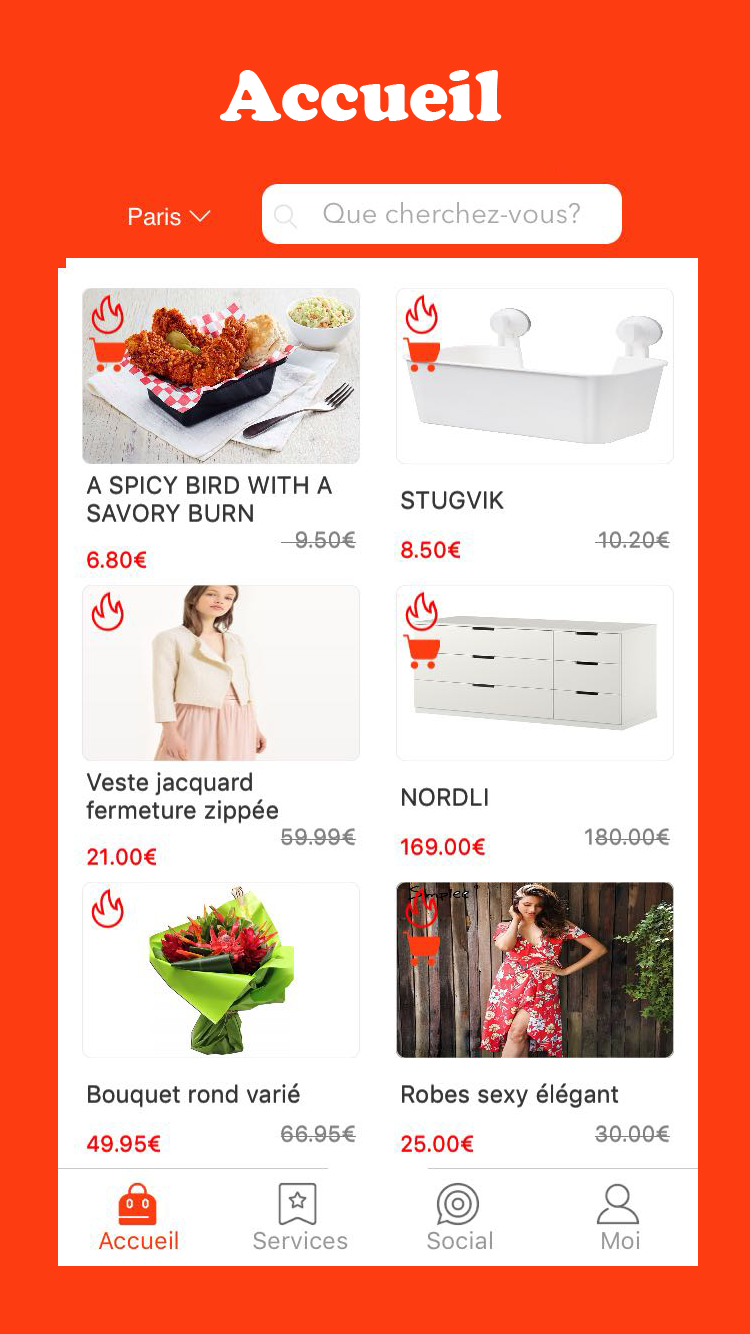 Accueil
Paris
Que cherchez-vous?
A SPICY BIRD WITH A
SAVORY BURN
9.50€
6.80€
STUGVIK
10.20€
8.50€
Veste jacquard
fermeture zippée
59.99€
21.00€
NORDLI
180.00€
169.00€
Simplee
Bouquet rond varié
66.95€
49.95€
Robes sexy élégant
30.00€
25.00€
Accueil
Services
Social
Moi